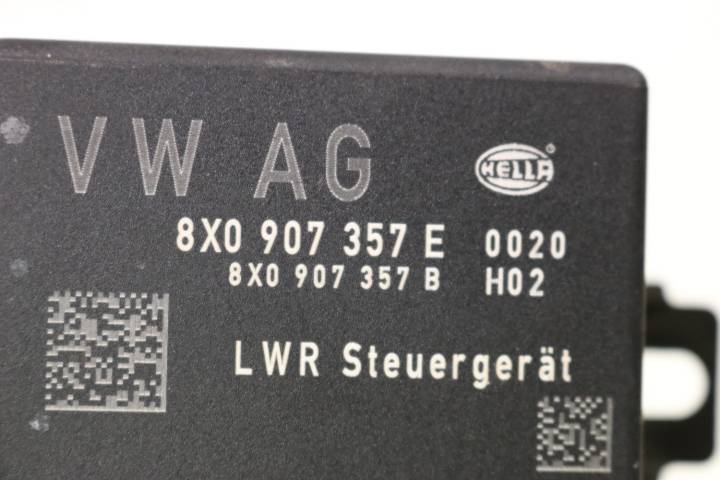 VW AG
HELLA
8X0 907 357 E 0020
8X0 907 357 B H02
LWR Steuergerät